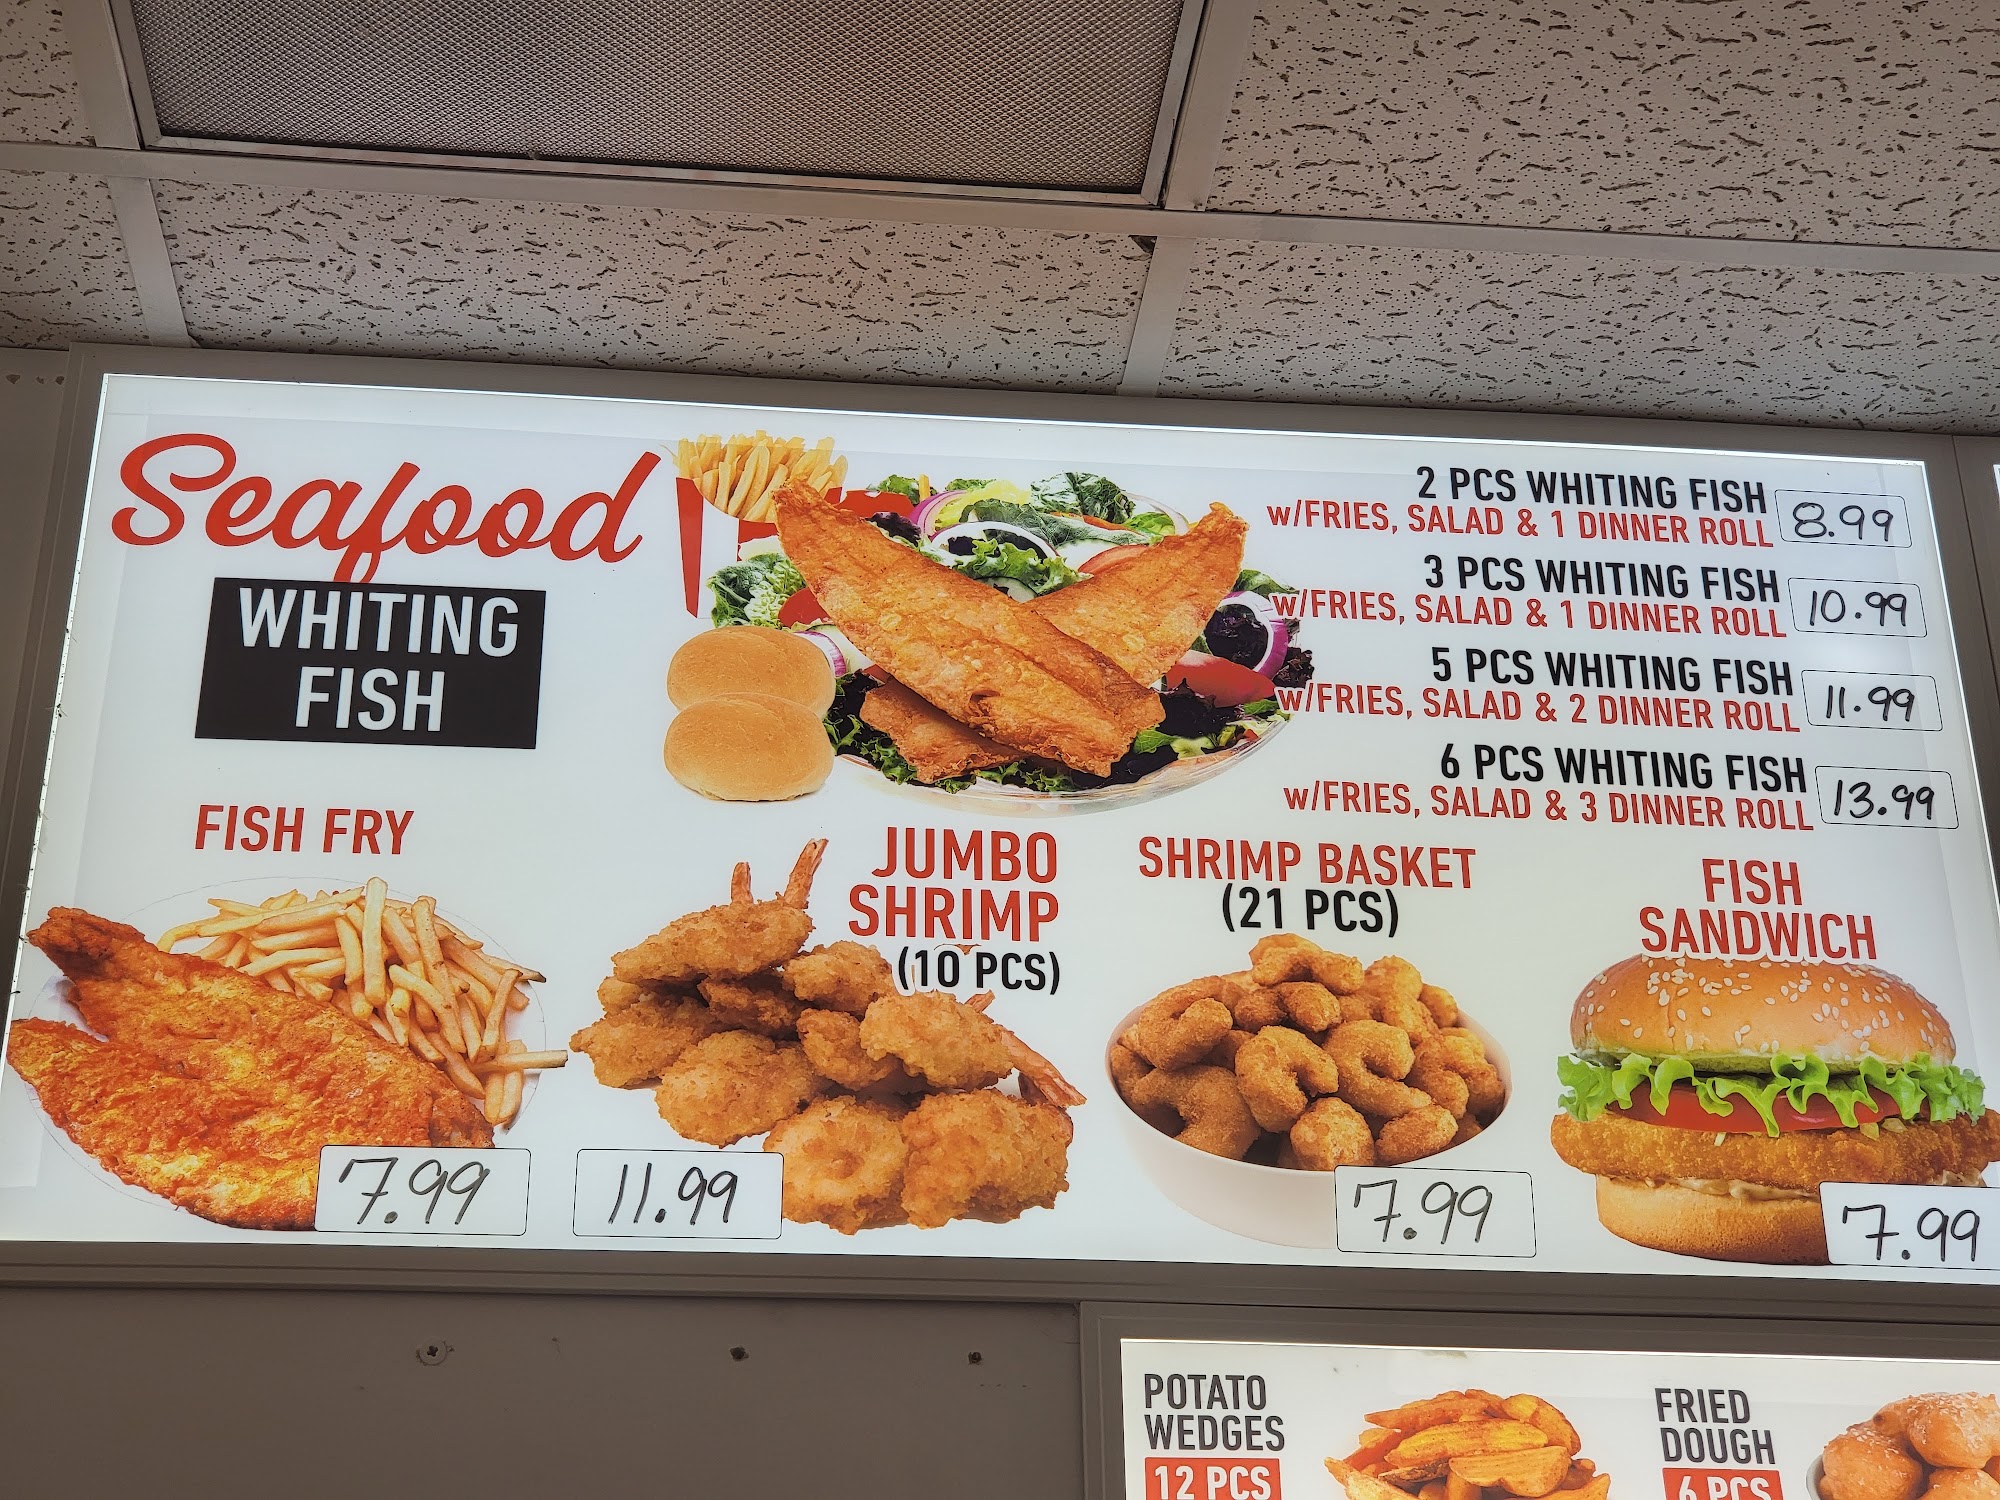 Seafood
WHITING
FISH
2 PCS WHITING FISH 8.99
w/FRIES, SALAD & 1 DINNER ROLL
3 PCS WHITING FISH 10.99
w/FRIES, SALAD & 1 DINNER ROLL
5 PCS WHITING FISH 11.99
w/FRIES, SALAD & 2 DINNER ROLL
6 PCS WHITING FISH 13.99
w/FRIES, SALAD & 3 DINNER ROLL
FISH FRY
7.99
JUMBO
SHRIMP
(10 PCS)
11.99
SHRIMP BASKET
(21 PCS)
7.99
FISH
SANDWICH
7.99
POTATO
WEDGES
12 PCS
FRIED
DOUGH
6 PCS